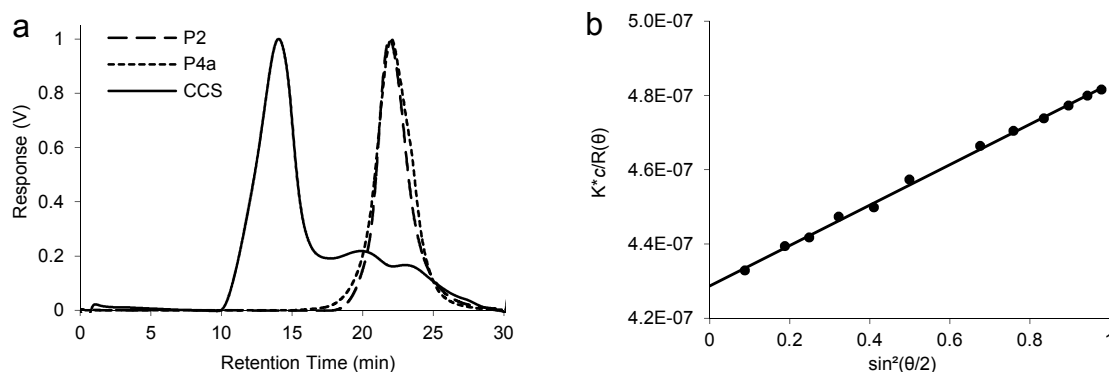 a
P2
P4a
CCS
Response (V)
1
0.8
0.6
0.4
0.2
0
0 5 10 15 20 25 30
Retention Time (min)
b
K*c/R(θ)
5.0E-07
4.8E-07
4.6E-07
4.4E-07
4.2E-07
0 0.2 0.4 0.6 0.8 1
sin²(θ/2)